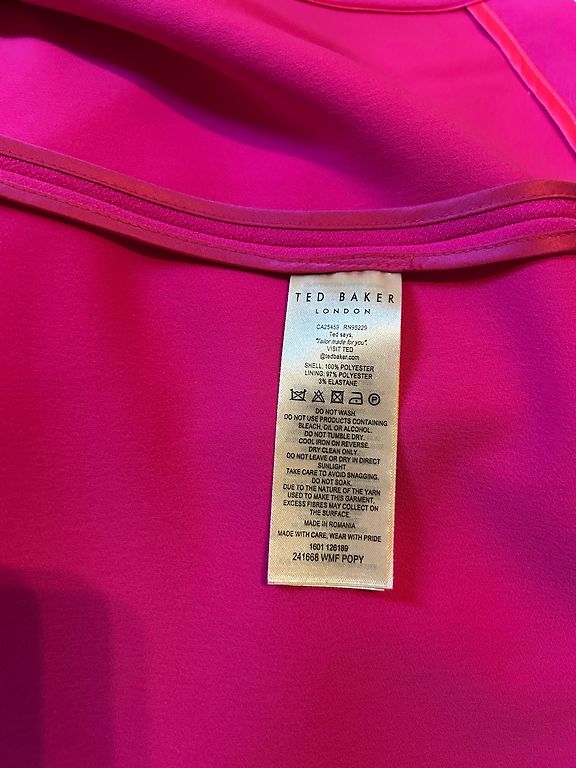 TED BAKER
LONDON
CA25459 RN95229
Ted says,
"Tailor made for you".
VISIT TED
@tedbaker.com
SHELL: 100% POLYESTER
LINING: 97% POLYESTER
3% ELASTANE
P
DO NOT WASH.
DO NOT USE PRODUCTS CONTAINING
BLEACH, OIL OR ALCOHOL.
DO NOT TUMBLE DRY.
COOL IRON ON REVERSE.
DRY CLEAN ONLY.
DO NOT LEAVE OR DRY IN DIRECT
SUNLIGHT
TAKE CARE TO AVOID SNAGGING.
DO NOT SOAK.
DUE TO THE NATURE OF THE YARN
USED TO MAKE THIS GARMENT,
EXCESS FIBRES MAY COLLECT ON
THE SURFACE.
MADE IN ROMANIA
MADE WITH CARE, WEAR WITH PRIDE
1601 126189
241668 WMF POPY